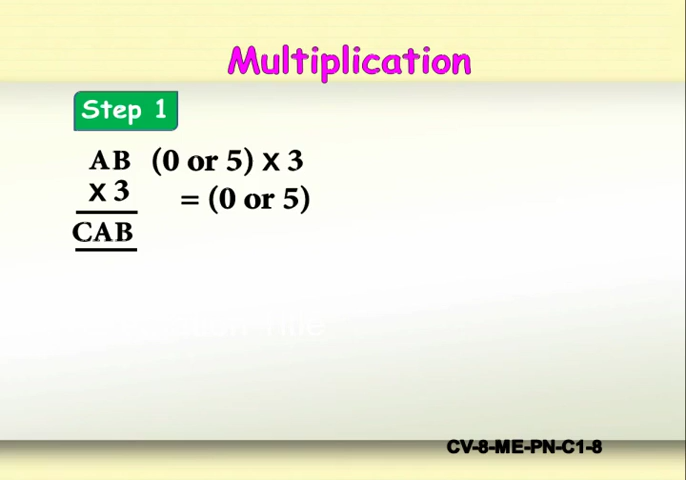 Multiplication
Step 1
AB (0 or 5) x 3
x 3 = (0 or 5)
CAB
CV-8-ME-PN-C1-8